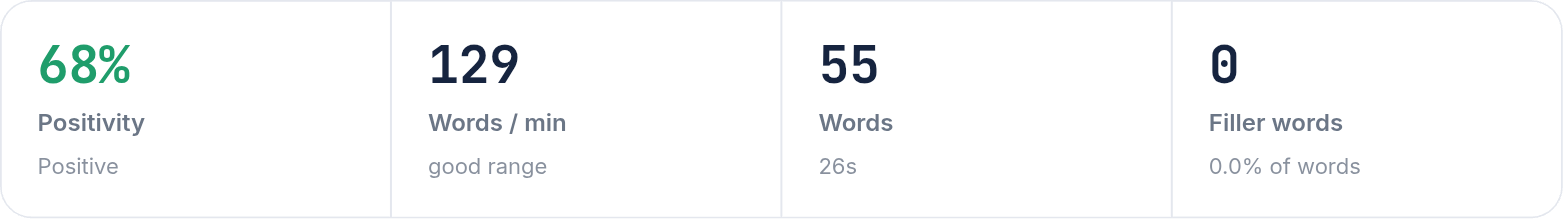 68%
Positivity
Positive
129
Words / min
good range
55
Words
26s
0
Filler words
0.0% of words